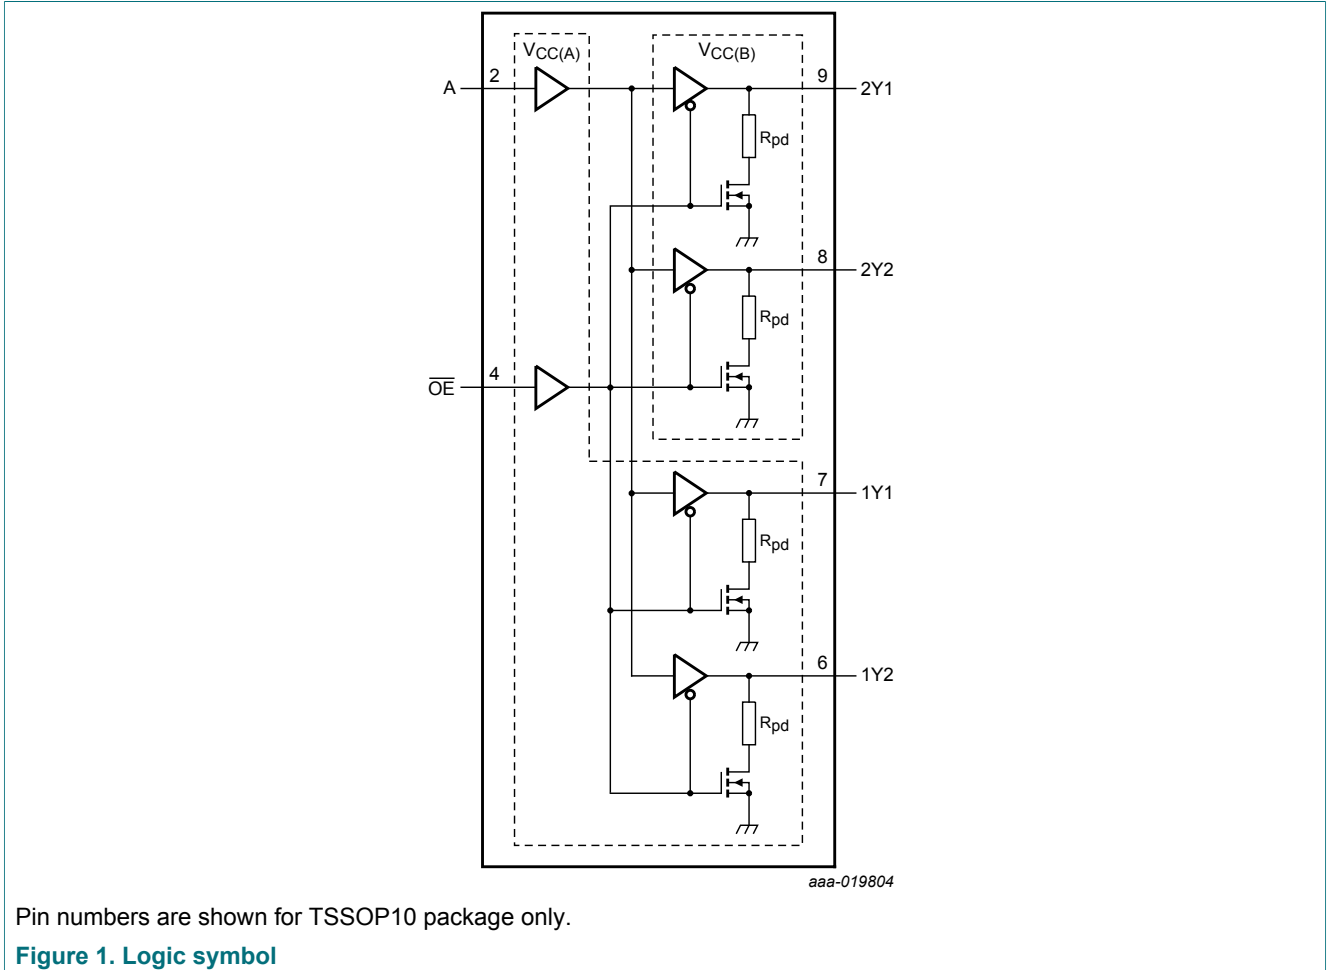 VCC(A) VCC(B)
A 2 9 2Y1
Rpd
8 2Y2
Rpd
OE 4
7 1Y1
Rpd
6 1Y2
Rpd
aaa-019804
Pin numbers are shown for TSSOP10 package only.
Figure 1. Logic symbol